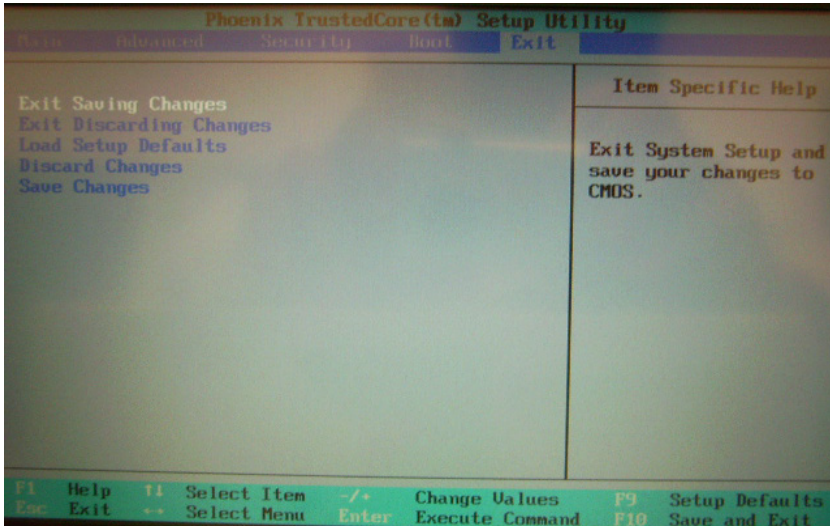 Phoenix TrustedCore(tm) Setup Utility
Main Advanced Security Boot Exit
Item Specific Help
Exit Saving Changes
Exit Discarding Changes
Load Setup Defaults
Discard Changes
Save Changes
Exit System Setup and
save your changes to
CMOS.
F1 Help ↑↓ Select Item -/+ Change Values F9 Setup Defaults
Esc Exit ↔ Select Menu Enter Execute Command F10 Save and Exit